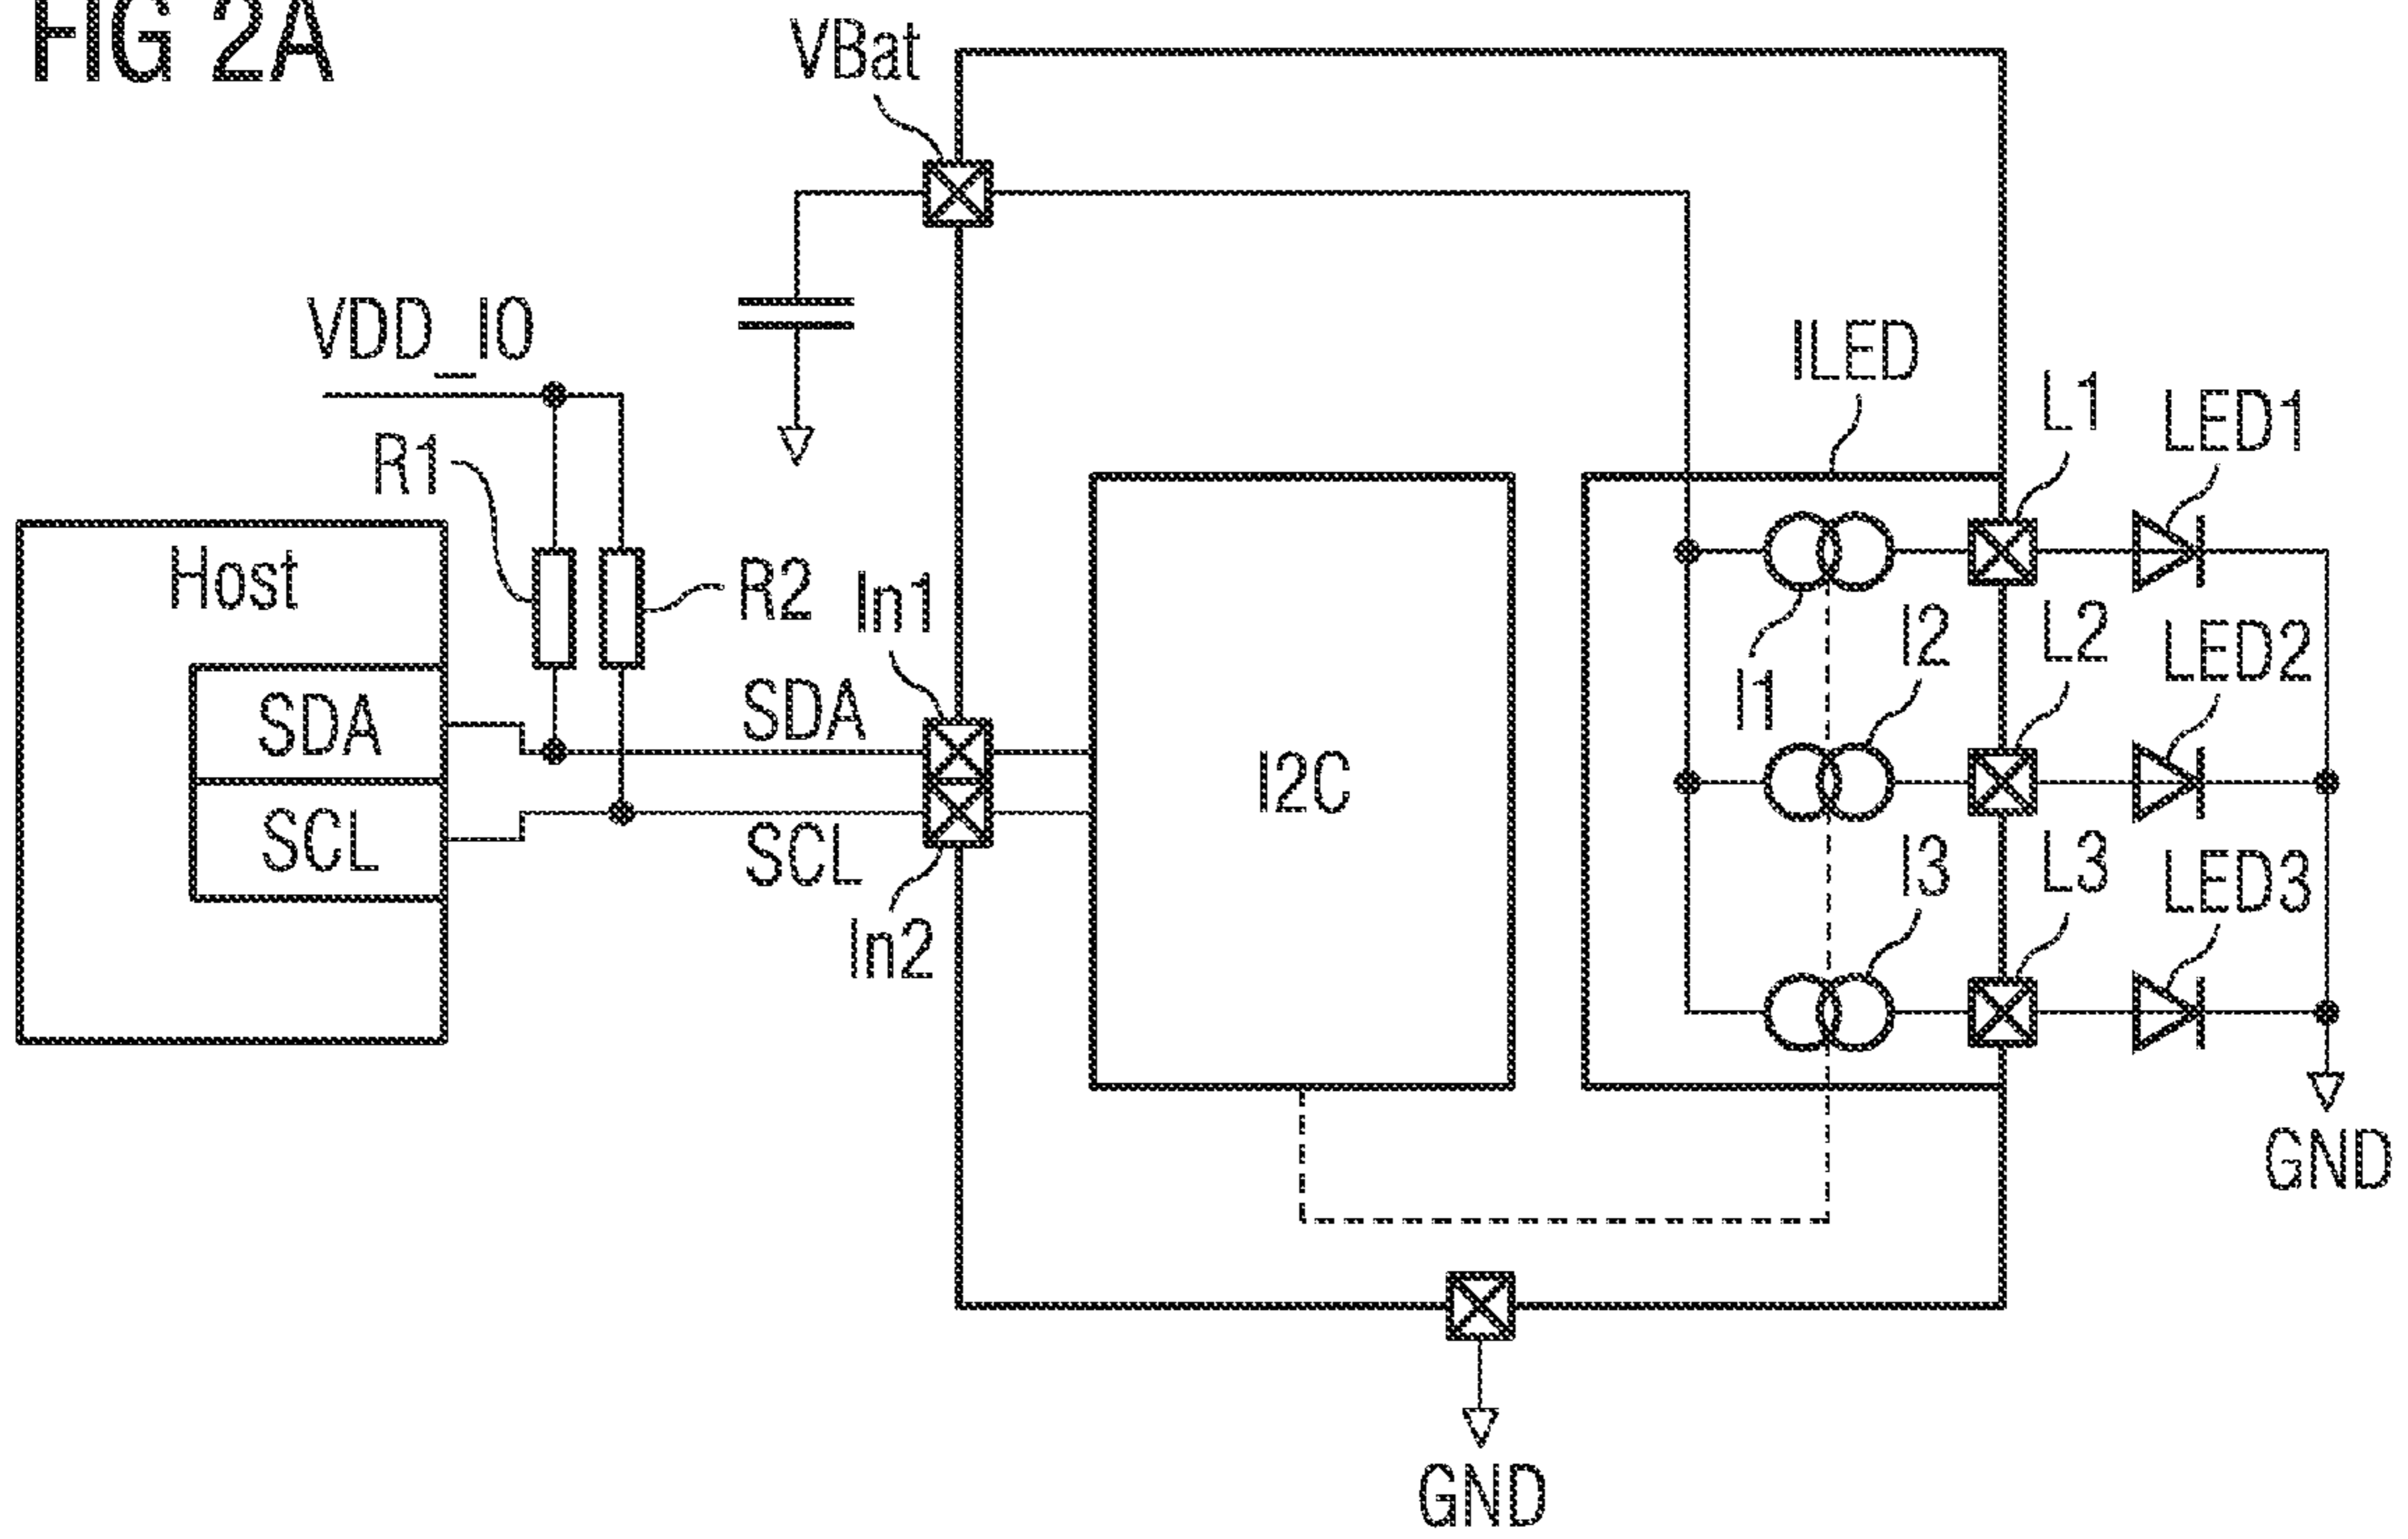 FIG 2A
VBat
VDD_IO
ILED
L1
LED1
R1
Host
R2
In1
I1
I2
L2
LED2
SDA
SDA
I2C
SCL
SCL
I3
L3
LED3
In2
GND
GND